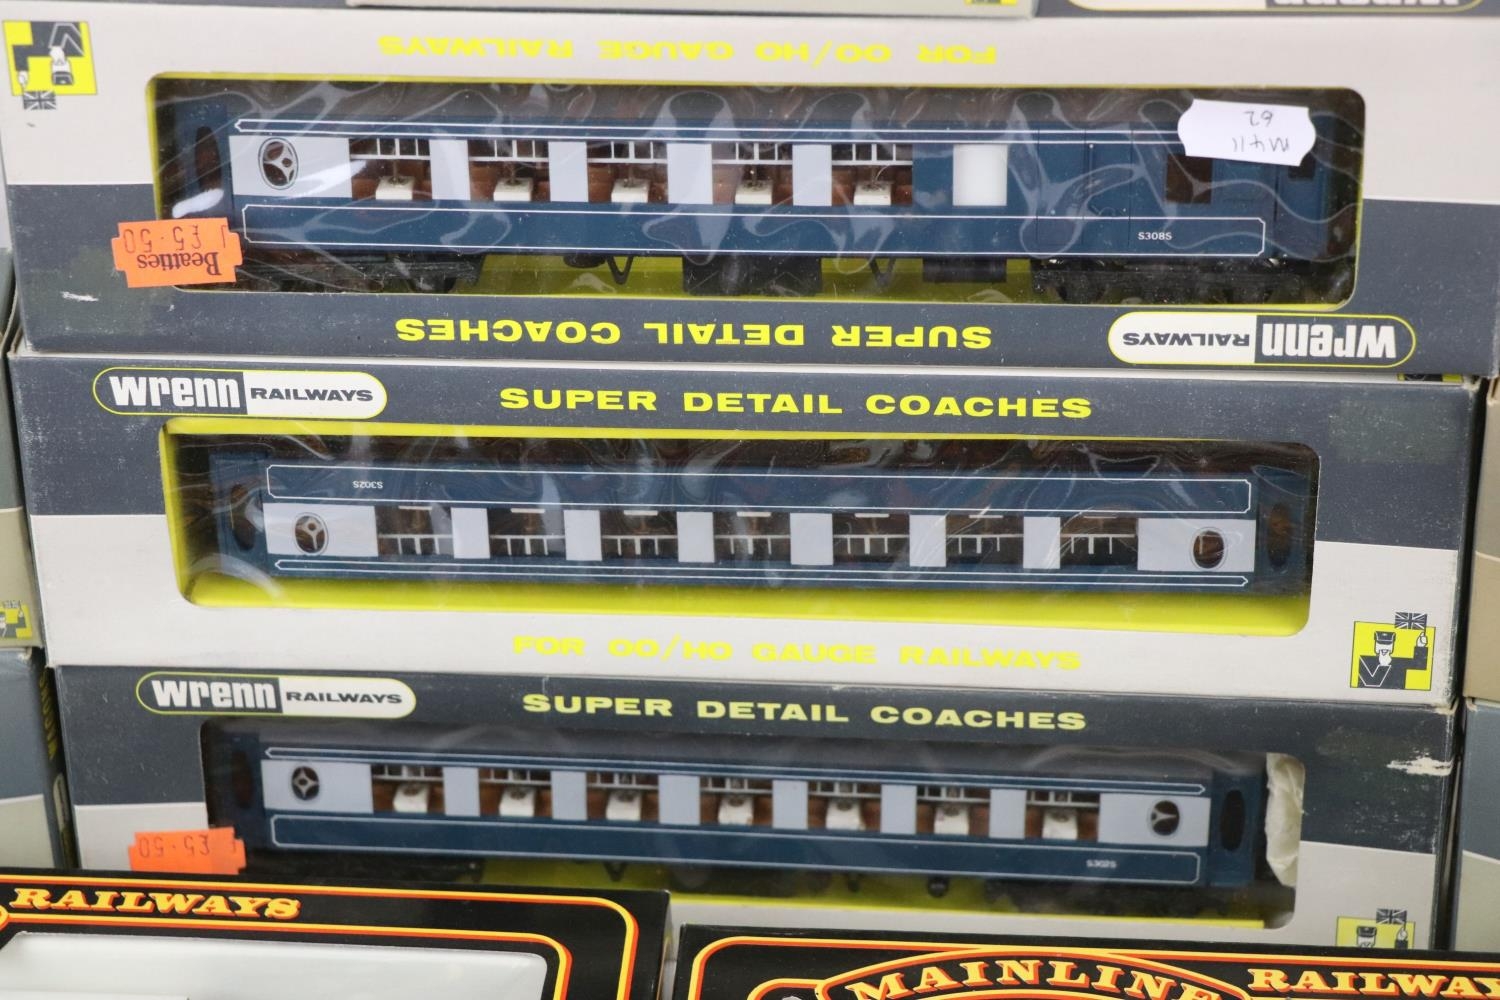 FOR OO/HO GAUGE RAILWAYS
M411
62
S308S
Beatties
£5.50
SUPER DETAIL COACHES
Wrenn RAILWAYS
Wrenn RAILWAYS
SUPER DETAIL COACHES
S302S
FOR OO/HO GAUGE RAILWAYS
Wrenn RAILWAYS
SUPER DETAIL COACHES
£5.50
S302S
RAILWAYS
MAINLINE